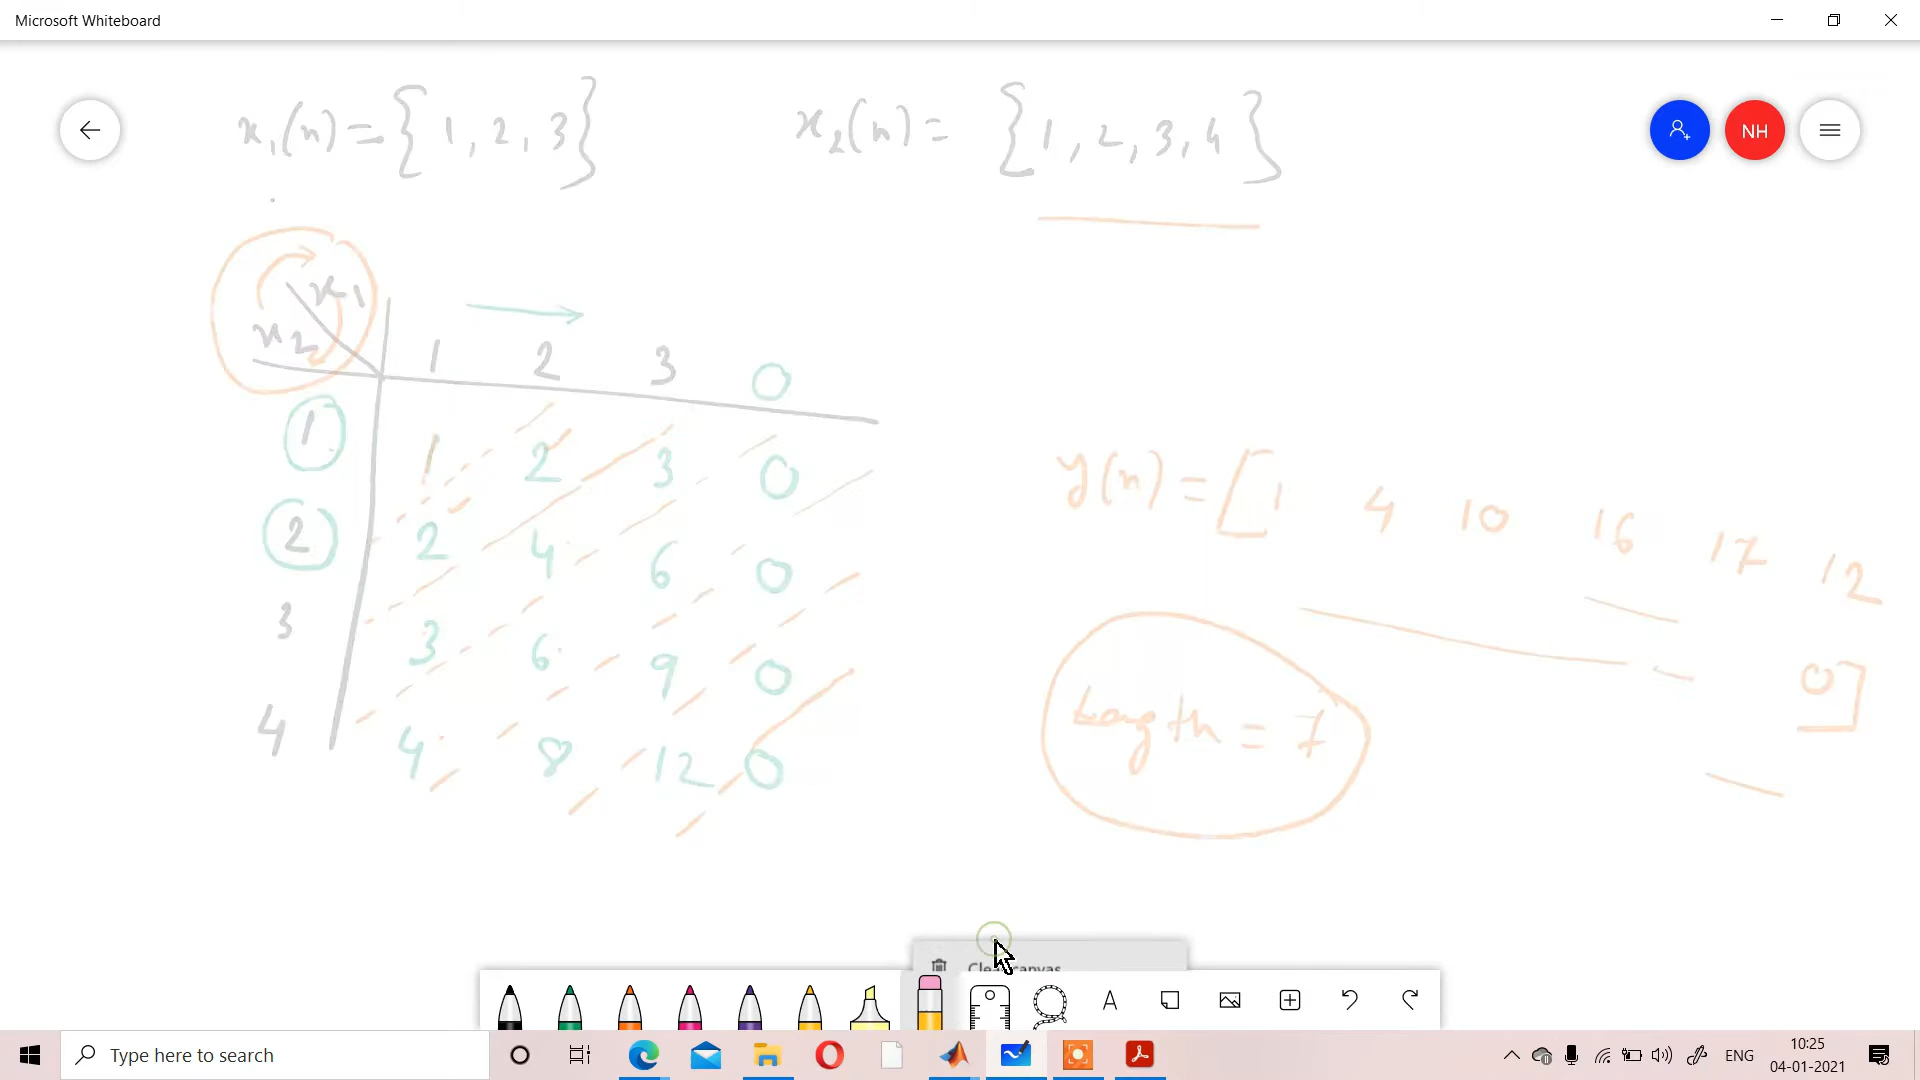 Microsoft Whiteboard
x₁(n) = {1, 2, 3}
x₂(n) = {1, 2, 3, 4}
NH
x₁
x₂
1 2 3 0
1 1 2 3 0
2 2 4 6 0
3 3 6 9 0
4 4 8 12 0
y(n) = [1 4 10 16 17 12
0]
Length = 7
Clear canvas
Type here to search
ENG
10:25
04-01-2021